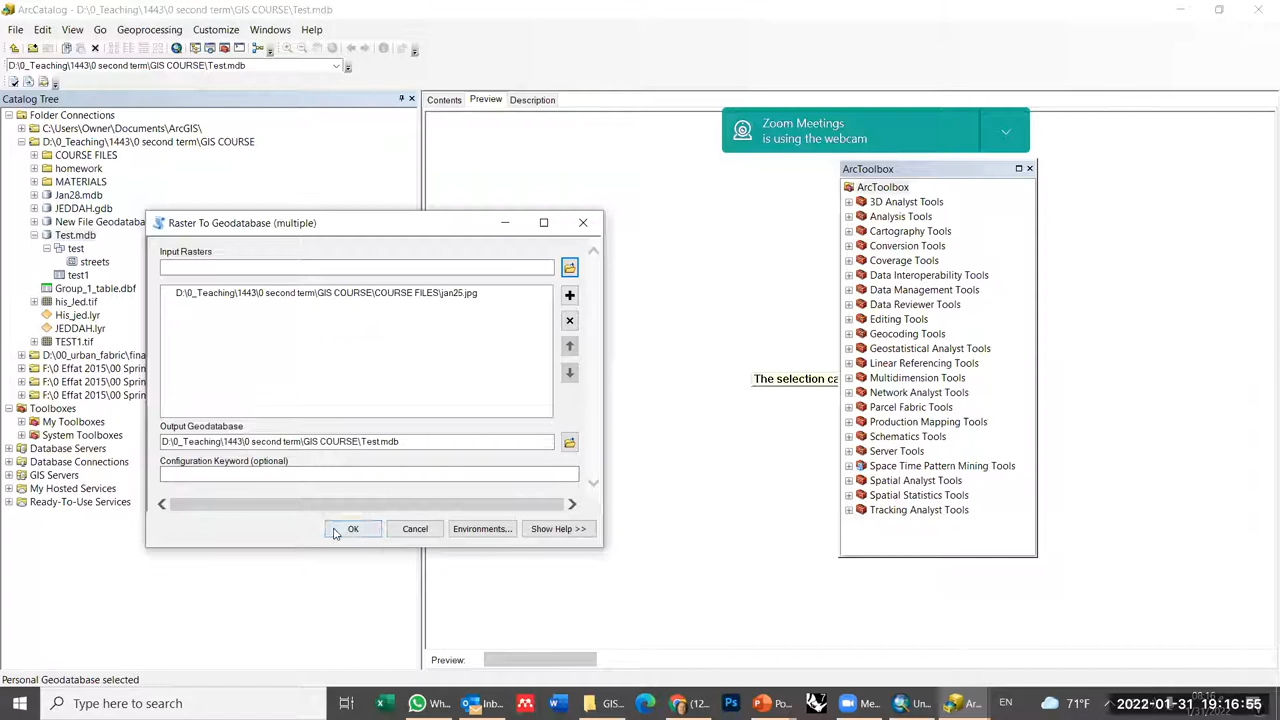 ArcCatalog - D:\0_Teaching\1443\0 second term\GIS COURSE\Test.mdb
File Edit View Go Geoprocessing Customize Windows Help
D:\0_Teaching\1443\0 second term\GIS COURSE\Test.mdb
Catalog Tree
Folder Connections
C:\Users\Owner\Documents\ArcGIS\
D:\0_Teaching\1443\0 second term\GIS COURSE
COURSE FILES
homework
MATERIALS
Jan28.mdb
JEDDAH.gdb
New File Geodataba
Test.mdb
test
streets
test1
Group_1_table.dbf
his_Jed.tif
His_jed.lyr
JEDDAH.lyr
TEST1.tif
D:\00_urban_fabric\fina
F:\0 Effat 2015\00 Sprin
F:\0 Effat 2015\00 Sprin
F:\0 Effat 2015\00 Sprin
Toolboxes
My Toolboxes
System Toolboxes
Database Servers
Database Connections
GIS Servers
My Hosted Services
Ready-To-Use Services
Raster To Geodatabase (multiple)
Input Rasters
D:\0_Teaching\1443\0 second term\GIS COURSE\COURSE FILES\jan25.jpg
Output Geodatabase
D:\0_Teaching\1443\0 second term\GIS COURSE\Test.mdb
Configuration Keyword (optional)
OK Cancel Environments... Show Help >>
Contents Preview Description
Zoom Meetings
is using the webcam
The selection ca
ArcToolbox
ArcToolbox
3D Analyst Tools
Analysis Tools
Cartography Tools
Conversion Tools
Coverage Tools
Data Interoperability Tools
Data Management Tools
Data Reviewer Tools
Editing Tools
Geocoding Tools
Geostatistical Analyst Tools
Linear Referencing Tools
Multidimension Tools
Network Analyst Tools
Parcel Fabric Tools
Production Mapping Tools
Schematics Tools
Server Tools
Space Time Pattern Mining Tools
Spatial Analyst Tools
Spatial Statistics Tools
Tracking Analyst Tools
Preview:
Personal Geodatabase selected
Type here to search
Wh... Inb... GIS... (12... Po... Me... Un... Ar... EN 71°F
2022-01-31 19:16:55